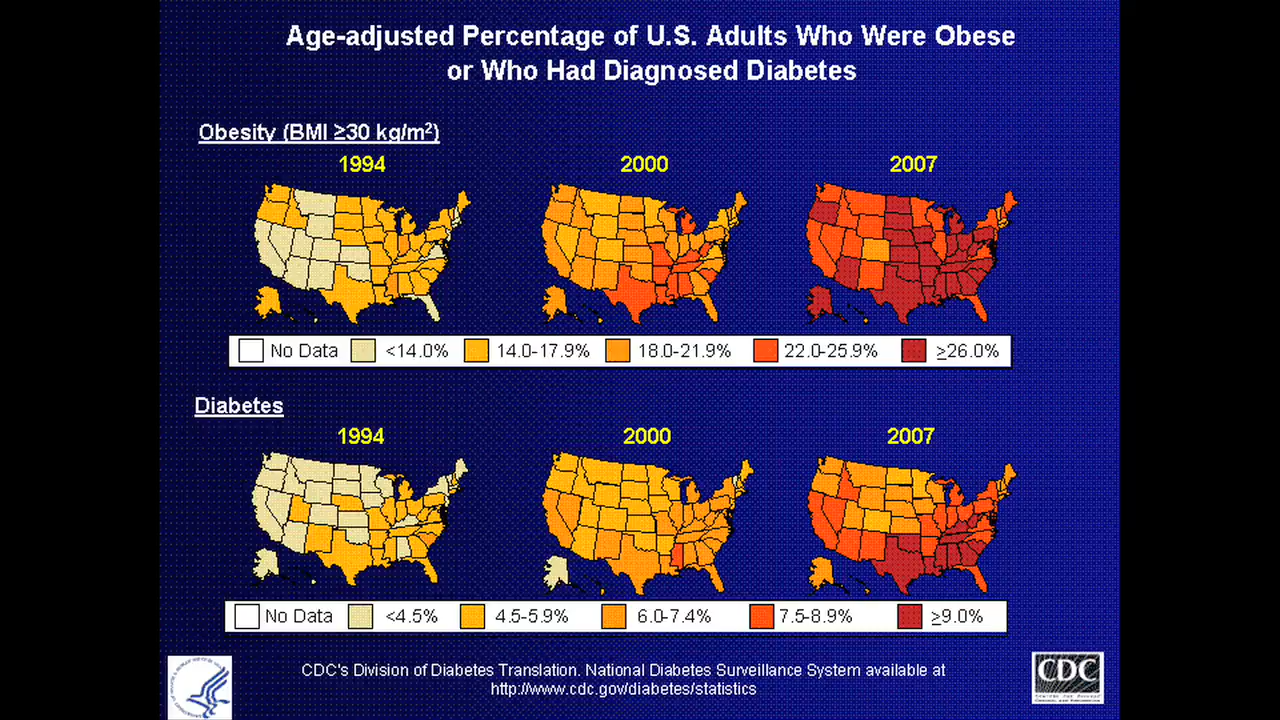 Age-adjusted Percentage of U.S. Adults Who Were Obese
or Who Had Diagnosed Diabetes
Obesity (BMI ≥30 kg/m²)
1994 2000 2007
No Data <14.0% 14.0-17.9% 18.0-21.9% 22.0-25.9% ≥26.0%
Diabetes
1994 2000 2007
No Data <4.5% 4.5-5.9% 6.0-7.4% 7.5-8.9% ≥9.0%
CDC's Division of Diabetes Translation. National Diabetes Surveillance System available at
http://www.cdc.gov/diabetes/statistics
CDC